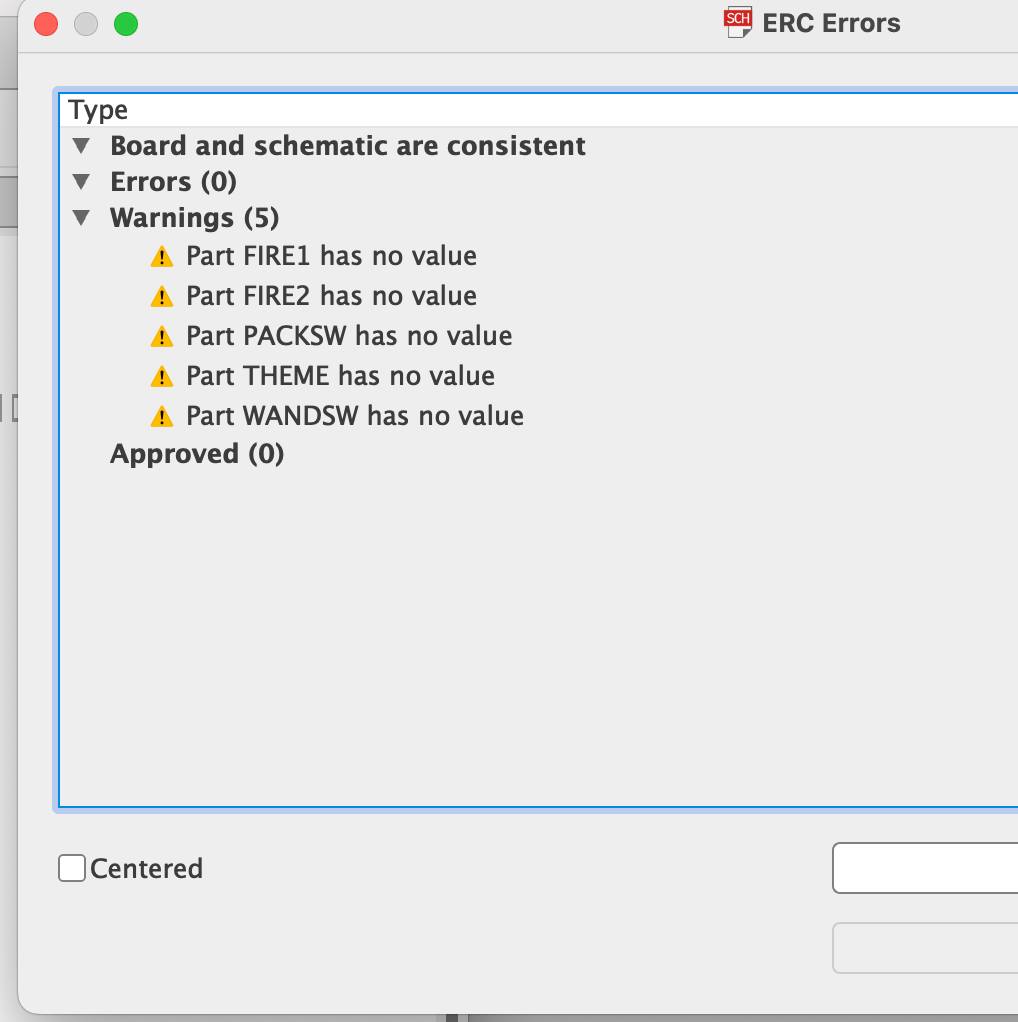 SCH ERC Errors
Type
Board and schematic are consistent
Errors (0)
Warnings (5)
Part FIRE1 has no value
Part FIRE2 has no value
Part PACKSW has no value
Part THEME has no value
Part WANDSW has no value
Approved (0)
Centered